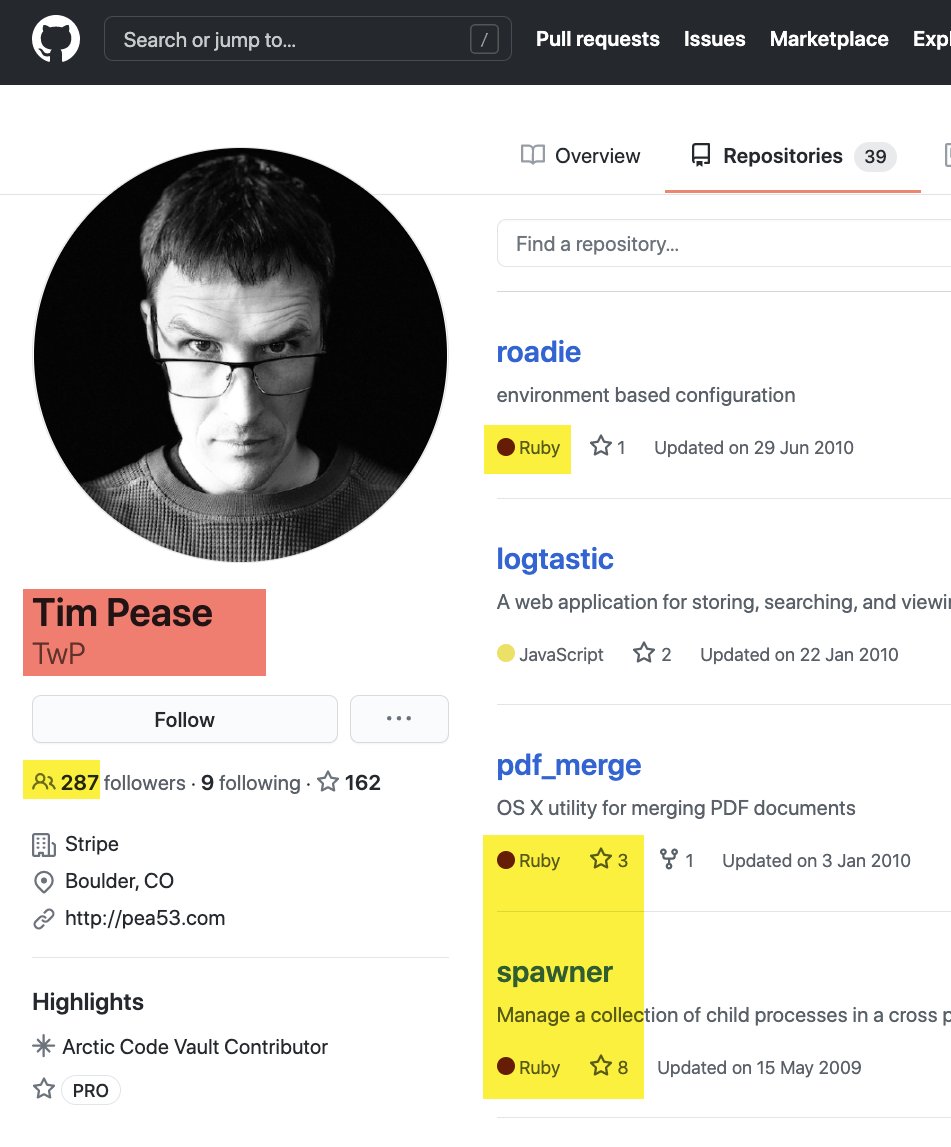 Search or jump to... / Pull requests Issues Marketplace Expl
Overview Repositories 39
Find a repository...
roadie
environment based configuration
Ruby 1 Updated on 29 Jun 2010
logtastic
A web application for storing, searching, and viewin
JavaScript 2 Updated on 22 Jan 2010
pdf_merge
OS X utility for merging PDF documents
Ruby 3 1 Updated on 3 Jan 2010
spawner
Manage a collection of child processes in a cross p
Ruby 8 Updated on 15 May 2009
Tim Pease
TwP
Follow ...
287 followers · 9 following · 162
Stripe
Boulder, CO
http://pea53.com
Highlights
Arctic Code Vault Contributor
PRO